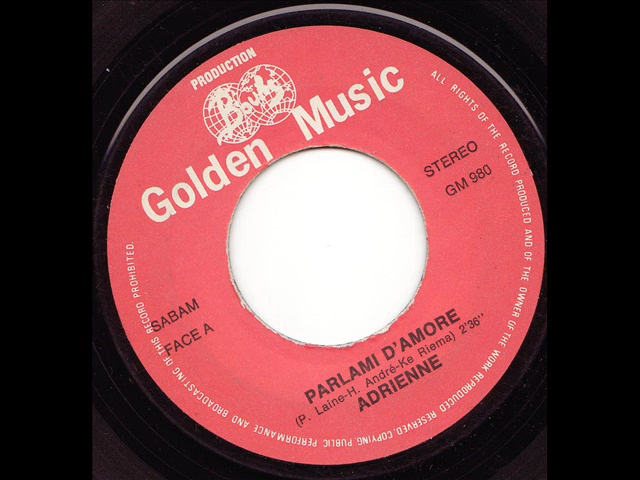 PRODUCTION
Bouby
Golden Music
STEREO
GM 980
SABAM
FACE A
PARLAMI D'AMORE
(P. Laine-H. André-Ke Riema) 2'36"
ADRIENNE
ALL RIGHTS OF THE RECORD PRODUCED AND OF THE OWNER OF THE WORK REPRODUCED RESERVED. COPYING, PUBLIC PERFORMANCE AND BROADCASTING OF THIS RECORD PROHIBITED.